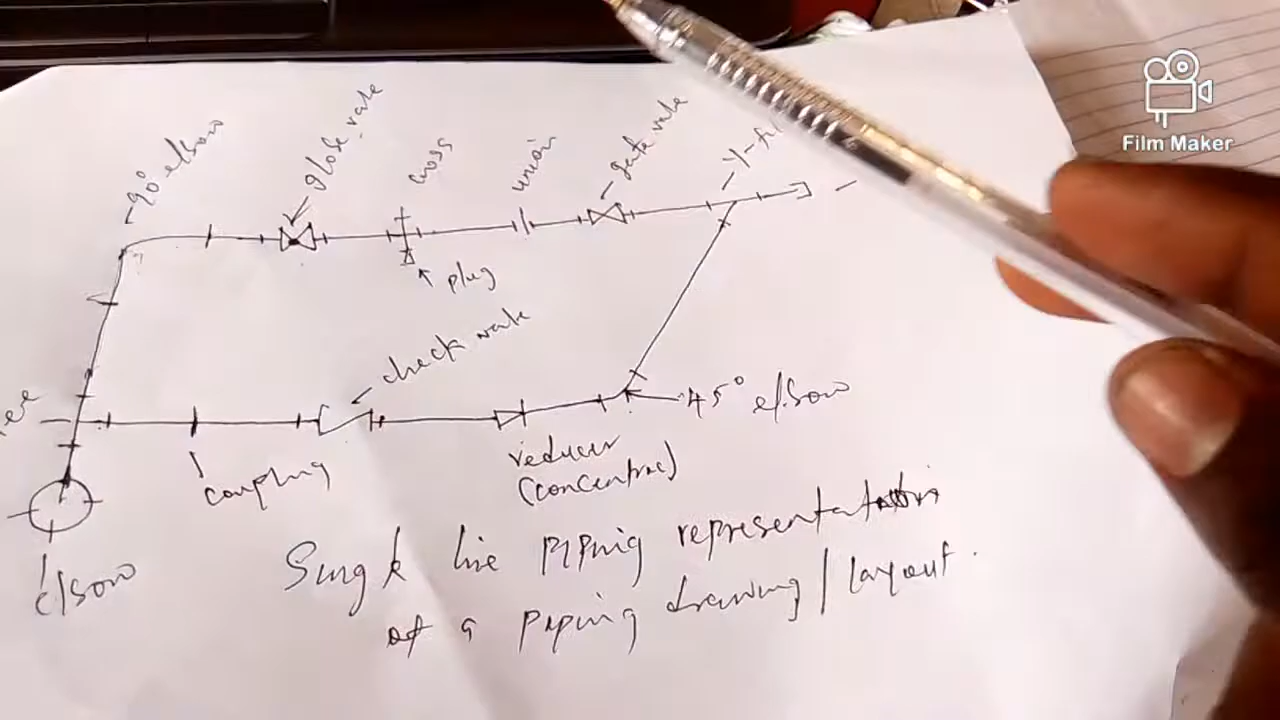 90° elbow
globe valve
cross
union
gate valve
Film Maker
plug
check valve
45° elbow
coupling
reducer
(concentric)
elbow
Single line piping representation
of a piping drawing / layout.